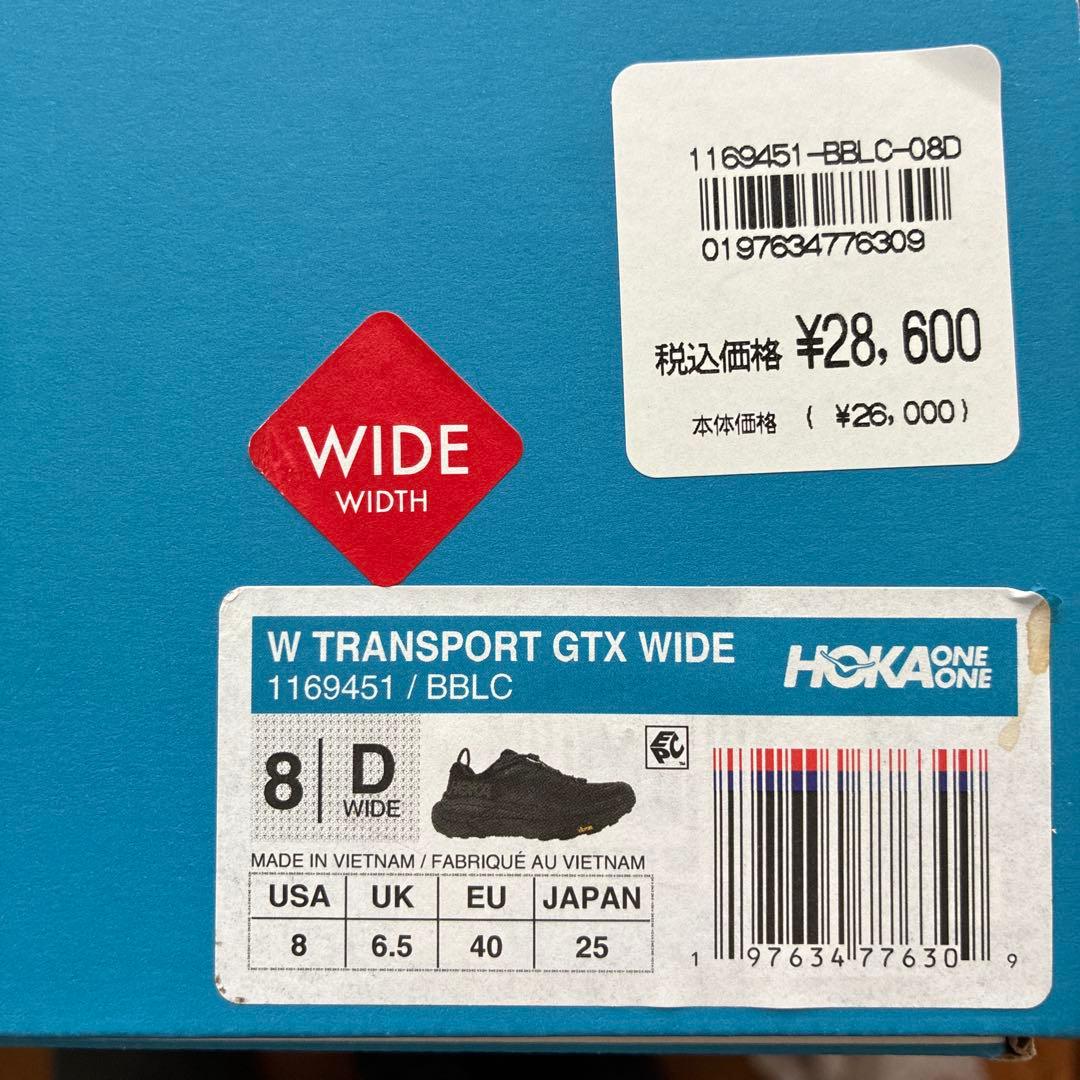 1169451-BBLC-08D
0197634776309
税込価格 ¥28,600
本体価格 ( ¥26,000)
WIDE
WIDTH
W TRANSPORT GTX WIDE
1169451 / BBLC
HOKA ONE ONE
8 D
WIDE
HOKA
EPC™
MADE IN VIETNAM / FABRIQUÉ AU VIETNAM
USA UK EU JAPAN
8 6.5 40 25
1 97634 77630 9